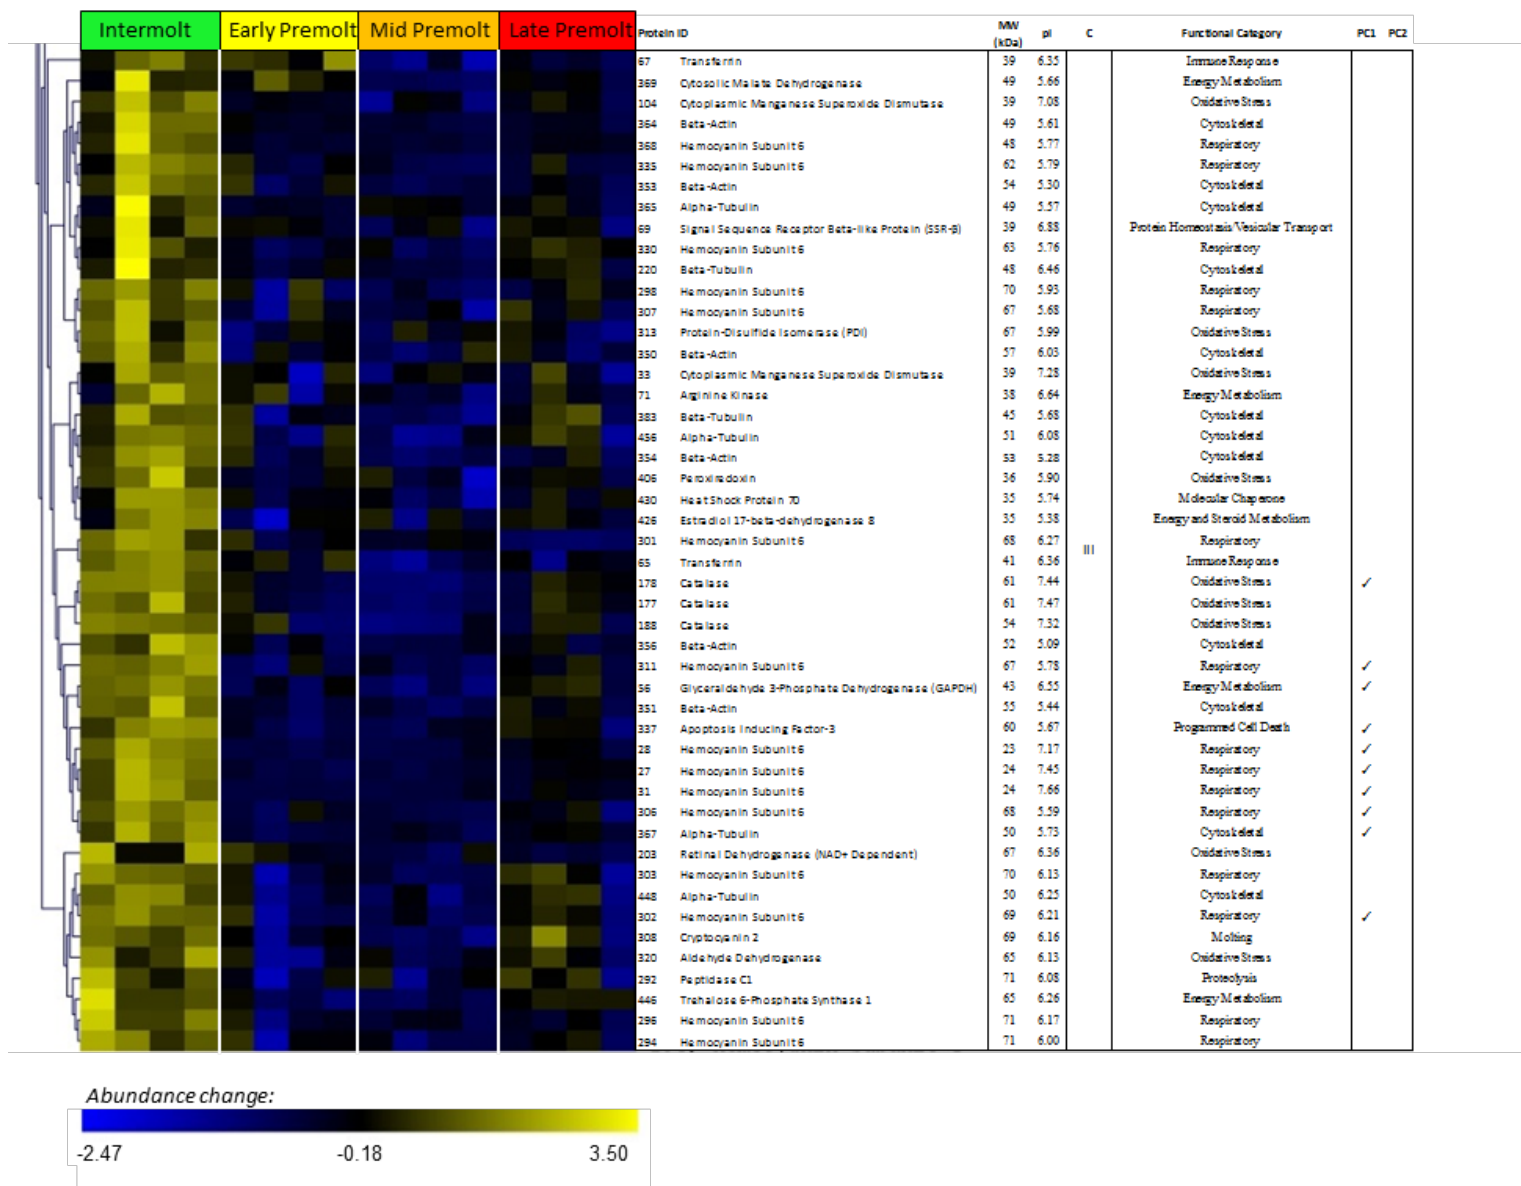 Intermolt Early Premolt Mid Premolt Late Premolt Protein ID MW (kDa) pI C Functional Category PC1 PC2
67 Transferrin 39 6.35 Immune Response
369 Cytosolic Malate Dehydrogenase 49 5.66 Energy Metabolism
104 Cytoplasmic Manganese Superoxide Dismutase 39 7.08 Oxidative Stress
364 Beta-Actin 49 5.61 Cytoskeletal
368 Hemocyanin Subunit 6 48 5.77 Respiratory
335 Hemocyanin Subunit 6 62 5.79 Respiratory
353 Beta-Actin 54 5.30 Cytoskeletal
365 Alpha-Tubulin 49 5.57 Cytoskeletal
69 Signal Sequence Receptor Beta-like Protein (SSR-β) 39 6.88 Protein Homeostasis/Vesicular Transport
330 Hemocyanin Subunit 6 63 5.76 Respiratory
220 Beta-Tubulin 48 6.46 Cytoskeletal
298 Hemocyanin Subunit 6 70 5.93 Respiratory
307 Hemocyanin Subunit 6 67 5.68 Respiratory
313 Protein-Disulfide Isomerase (PDI) 67 5.99 Oxidative Stress
350 Beta-Actin 57 6.03 Cytoskeletal
33 Cytoplasmic Manganese Superoxide Dismutase 39 7.28 Oxidative Stress
71 Arginine Kinase 38 6.64 Energy Metabolism
383 Beta-Tubulin 45 5.68 Cytoskeletal
456 Alpha-Tubulin 51 6.08 Cytoskeletal
354 Beta-Actin 53 5.28 Cytoskeletal
406 Peroxiredoxin 36 5.90 Oxidative Stress
430 Heat Shock Protein 70 35 5.74 Molecular Chaperone
426 Estradiol 17-beta-dehydrogenase 8 35 5.38 Energy and Steroid Metabolism
301 Hemocyanin Subunit 6 68 6.27 Respiratory
III
65 Transferrin 41 6.36 Immune Response
178 Catalase 61 7.44 Oxidative Stress ✓
177 Catalase 61 7.47 Oxidative Stress
188 Catalase 54 7.32 Oxidative Stress
356 Beta-Actin 52 5.09 Cytoskeletal
311 Hemocyanin Subunit 6 67 5.78 Respiratory ✓
56 Glyceraldehyde 3-Phosphate Dehydrogenase (GAPDH) 43 6.55 Energy Metabolism ✓
351 Beta-Actin 55 5.44 Cytoskeletal
337 Apoptosis Inducing Factor-3 60 5.67 Programmed Cell Death ✓
28 Hemocyanin Subunit 6 23 7.17 Respiratory ✓
27 Hemocyanin Subunit 6 24 7.45 Respiratory ✓
31 Hemocyanin Subunit 6 24 7.66 Respiratory ✓
306 Hemocyanin Subunit 6 68 5.59 Respiratory ✓
367 Alpha-Tubulin 50 5.73 Cytoskeletal ✓
203 Retinal Dehydrogenase (NAD+ Dependent) 67 6.36 Oxidative Stress
303 Hemocyanin Subunit 6 70 6.13 Respiratory
448 Alpha-Tubulin 50 6.25 Cytoskeletal
302 Hemocyanin Subunit 6 69 6.21 Respiratory ✓
308 Cryptocyanin 2 69 6.16 Molting
320 Aldehyde Dehydrogenase 65 6.13 Oxidative Stress
292 Peptidase C1 71 6.08 Proteolysis
446 Trehalose 6-Phosphate Synthase 1 65 6.26 Energy Metabolism
296 Hemocyanin Subunit 6 71 6.17 Respiratory
294 Hemocyanin Subunit 6 71 6.00 Respiratory
Abundance change:
-2.47 -0.18 3.50